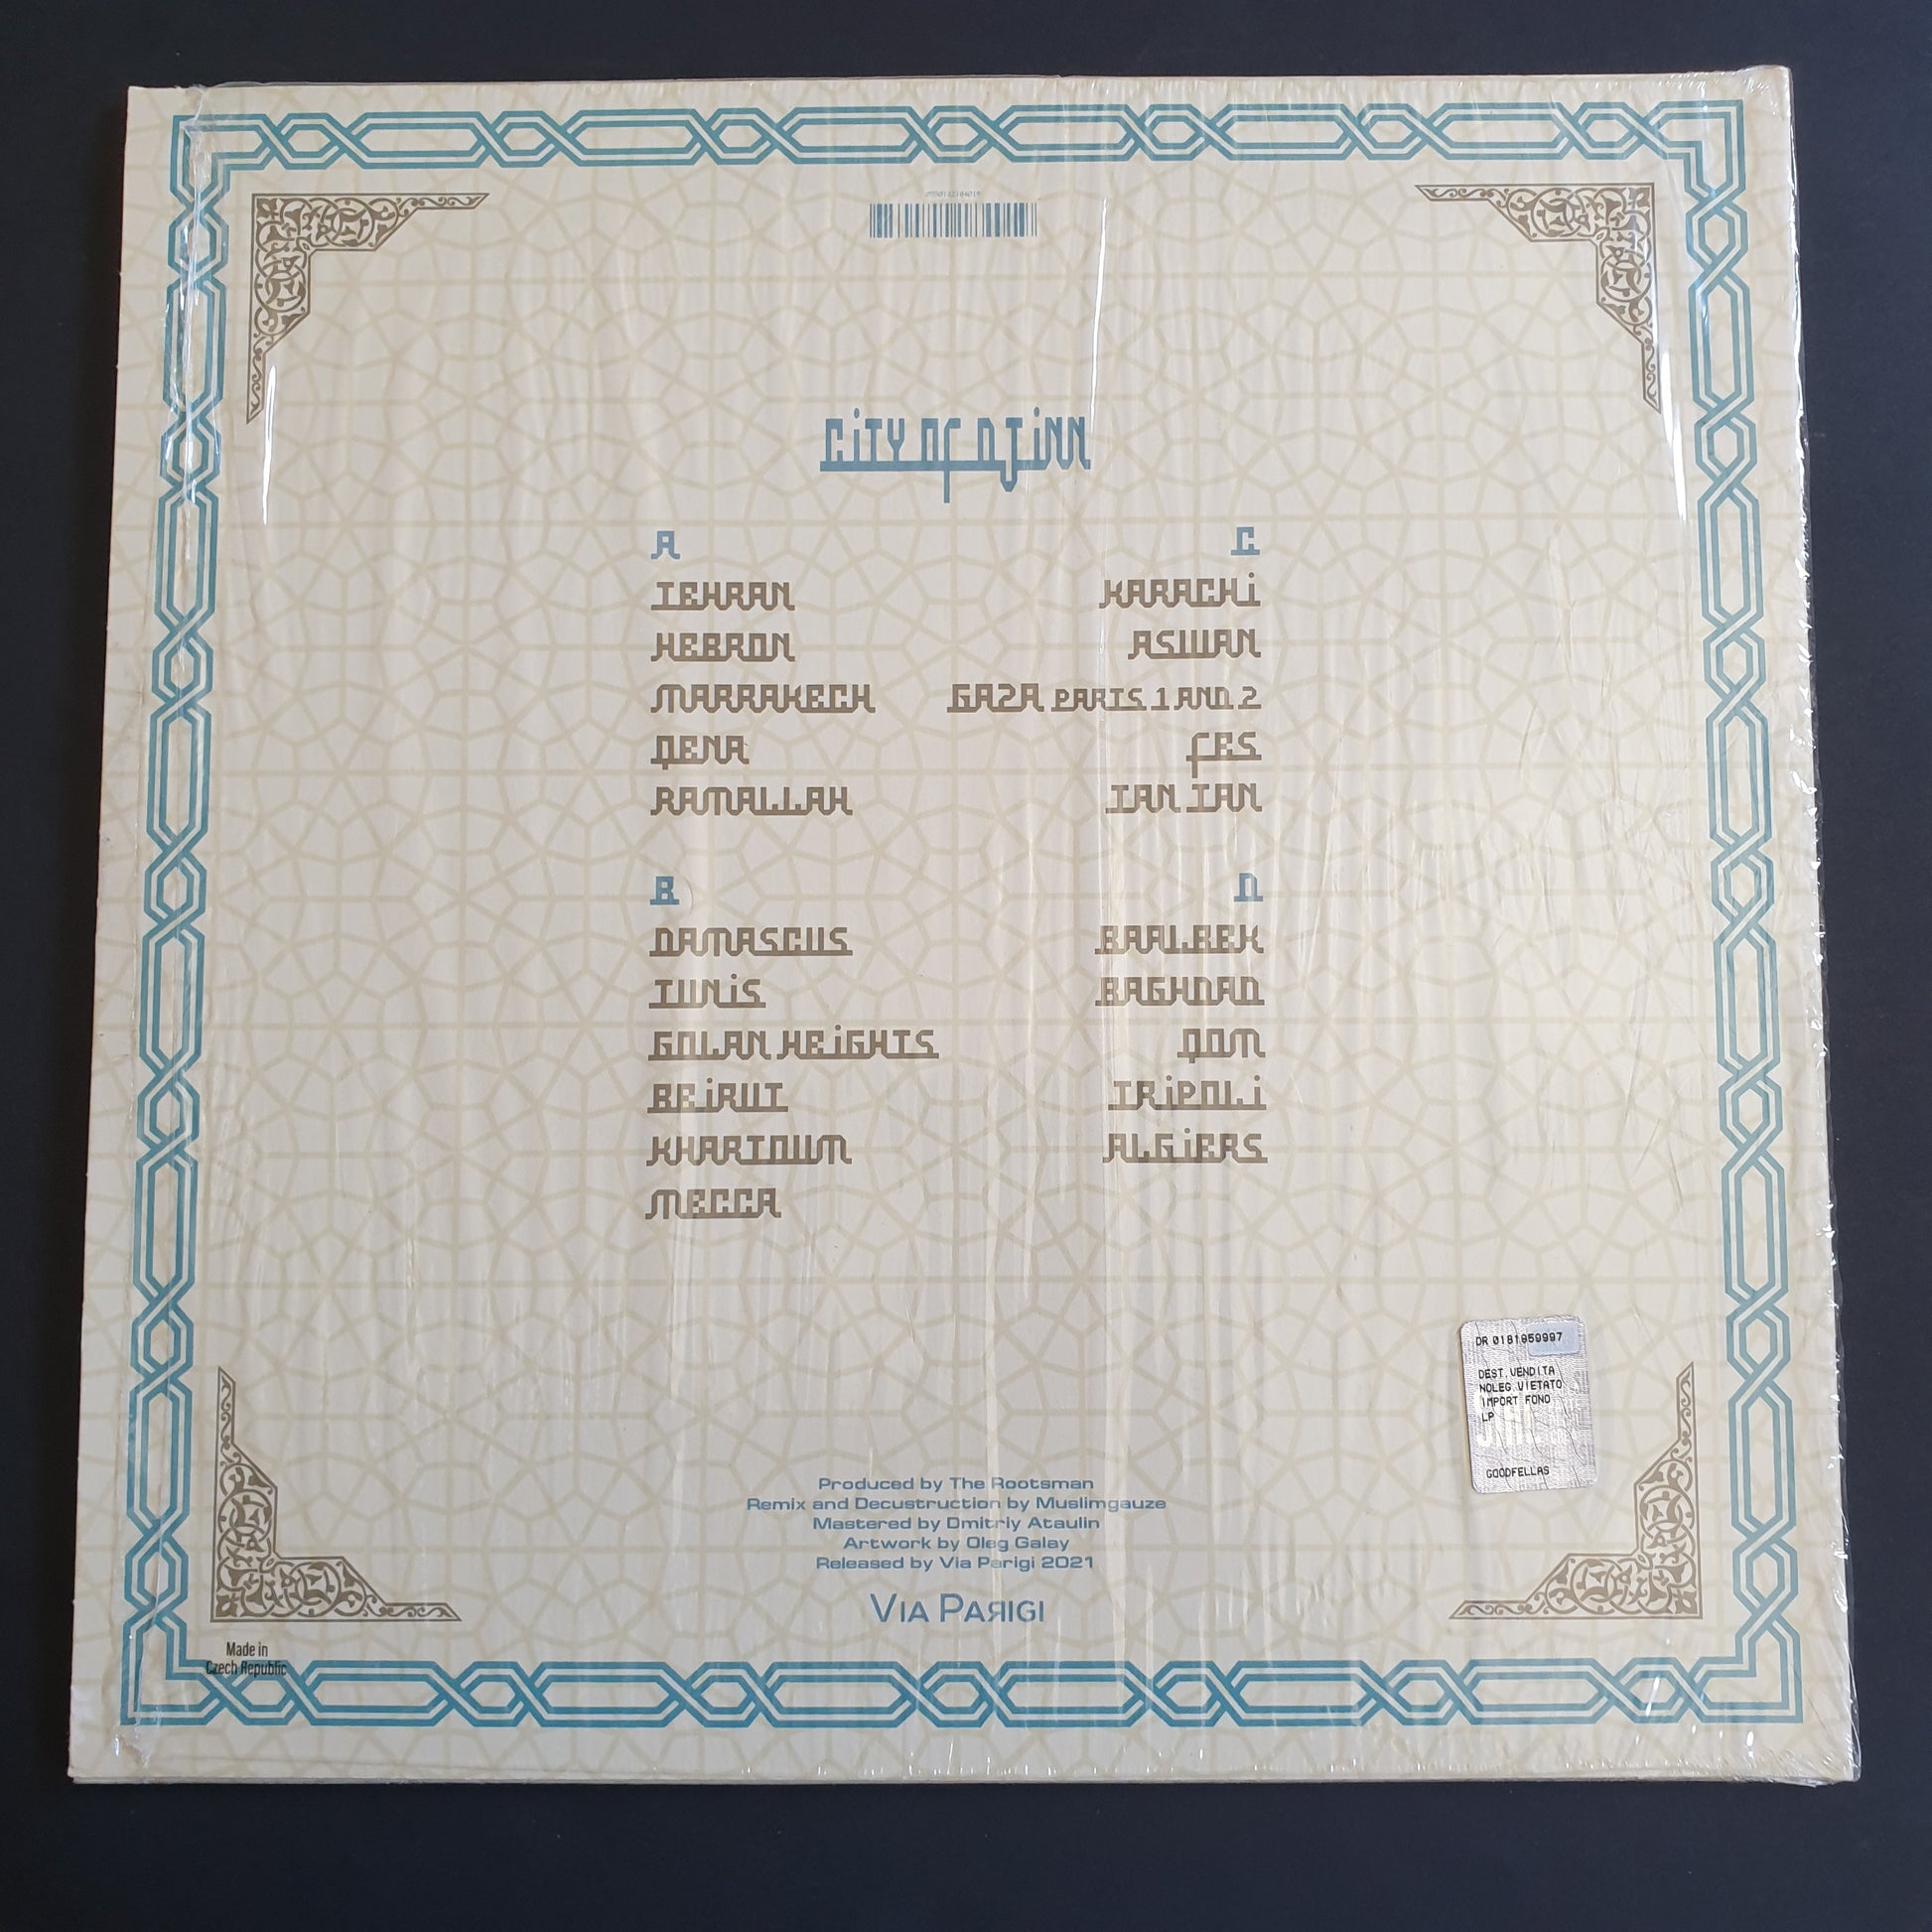 CiTY OF DJiNN
A
TEHRAN
HEBRON
MARRAKECH
QENA
RAMALLAH
B
DAMASCUS
TUNiS
GOLAN HEiGHTS
BEiRUT
KHARTOUM
MECCA
C
KARACHi
ASWAN
GAZA PARTS 1 AND 2
FES
TAN TAN
D
BAALBEK
BAGHDAD
QOM
TRiPOLi
ALGiERS
DR 0181859997
DEST.VENDITA
NOLEG.VIETATO
IMPORT FONO
LP
GOODFELLAS
Produced by The Rootsman
Remix and Decustruction by Muslimgauze
Mastered by Dmitriy Ataulin
Artwork by Oleg Galay
Released by Via Parigi 2021
VIA PAЯIGI
Made in
Czech Republic